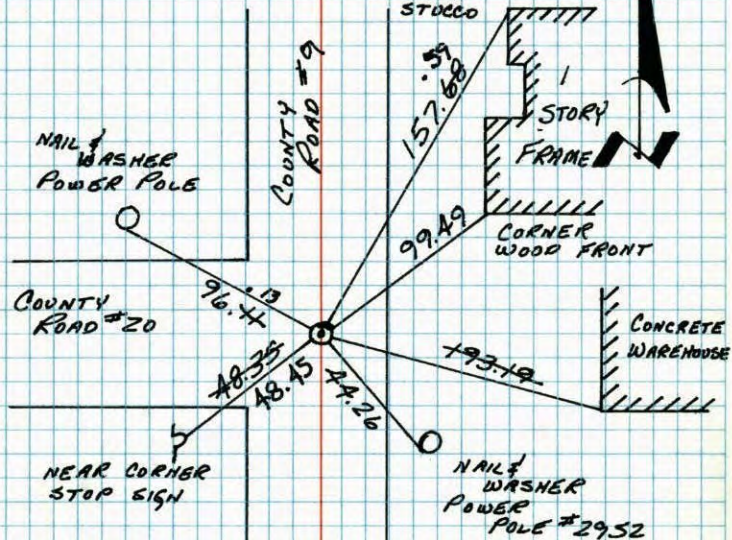 STUCCO
COUNTY
ROAD #9
.59
157.68
1
STORY
FRAME
N
NAIL &
WASHER
POWER POLE
99.49
CORNER
WOOD FRONT
COUNTY
ROAD #20
.13
96.11
CONCRETE
WAREHOUSE
193.19
48.35
48.45
44.26
NEAR CORNER
STOP SIGN
NAIL &
WASHER
POWER
POLE #2952